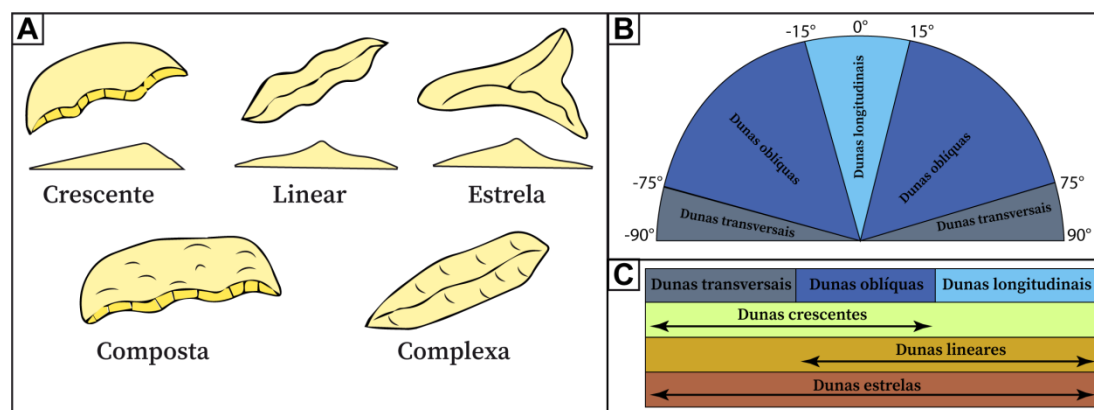 A
Crescente
Linear
Estrela
Composta
Complexa
B
-15°
0°
15°
Dunas longitudinais
Dunas oblíquas
Dunas oblíquas
-75°
75°
Dunas transversais
Dunas transversais
-90°
90°
C
Dunas transversais
Dunas oblíquas
Dunas longitudinais
Dunas crescentes
Dunas lineares
Dunas estrelas